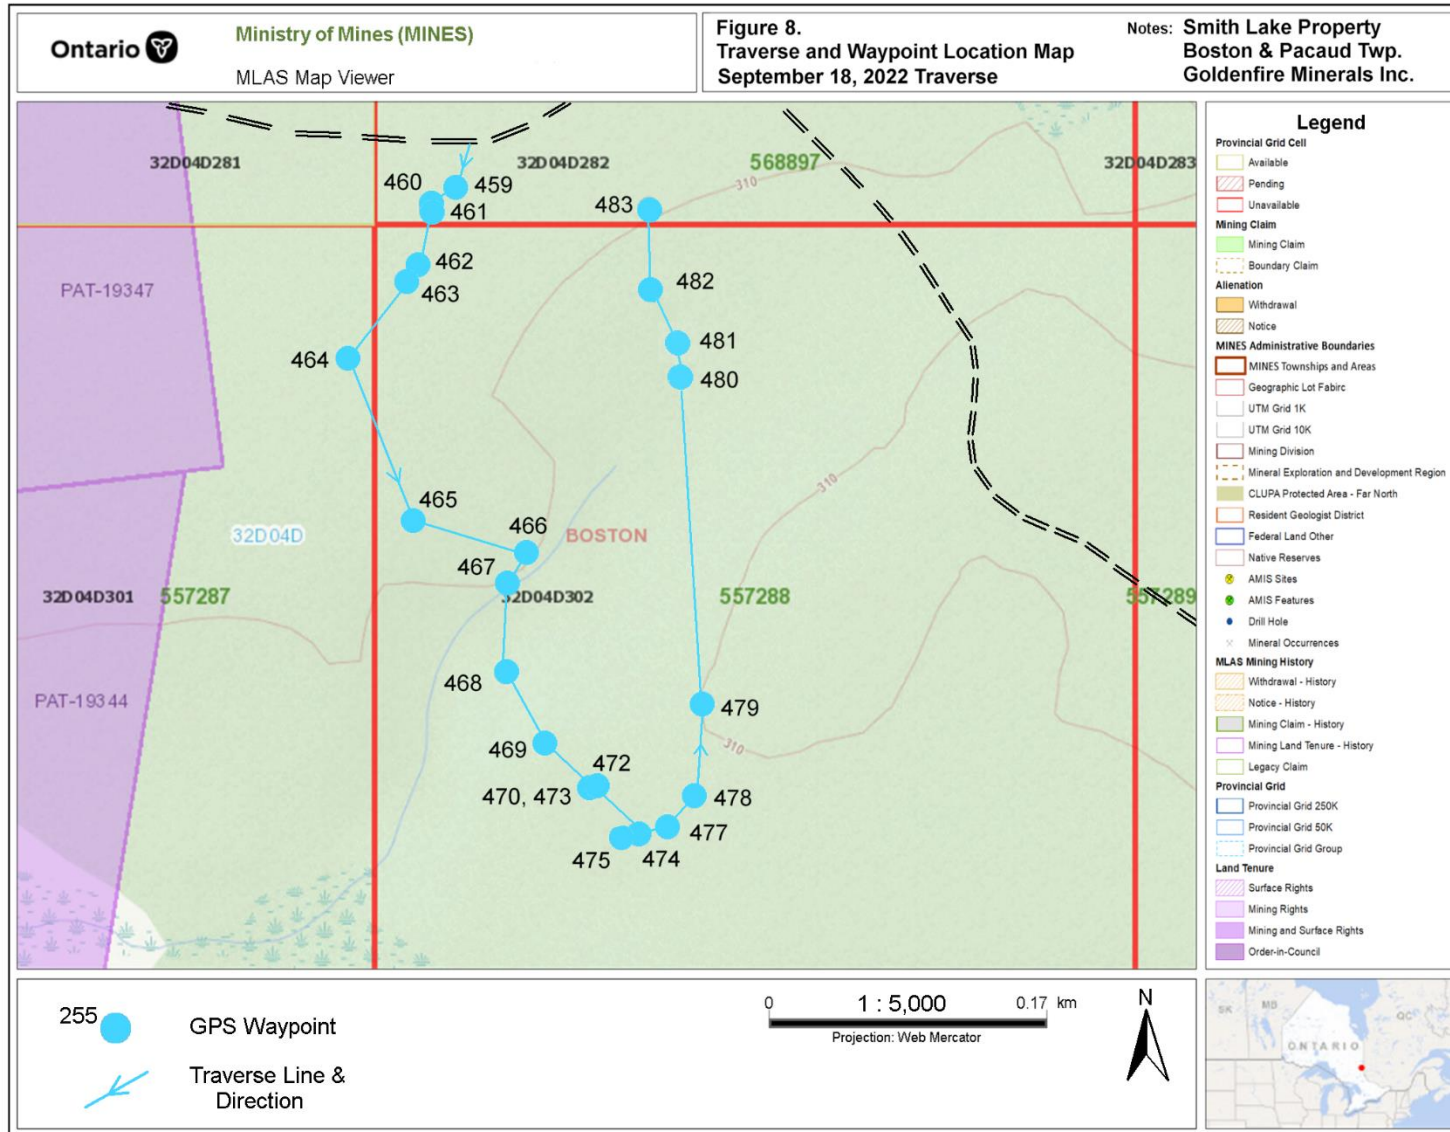 Ontario
Ministry of Mines (MINES)
MLAS Map Viewer
Figure 8.
Traverse and Waypoint Location Map
September 18, 2022 Traverse
Notes: Smith Lake Property
Boston & Pacaud Twp.
Goldenfire Minerals Inc.
32D04D281
32D04D282
568897
32D04D283
310
460
459
461
483
462
463
PAT-19347
482
464
481
480
310
465
466
32D04D
BOSTON
467
32D04D301
557287
32D04D302
557288
557289
468
PAT-19344
479
469
310
472
470, 473
478
477
475
474
Legend
Provincial Grid Cell
Available
Pending
Unavailable
Mining Claim
Mining Claim
Boundary Claim
Alienation
Withdrawal
Notice
MINES Administrative Boundaries
MINES Townships and Areas
Geographic Lot Fabirc
UTM Grid 1K
UTM Grid 10K
Mining Division
Mineral Exploration and Development Region
CLUPA Protected Area - Far North
Resident Geologist District
Federal Land Other
Native Reserves
AMIS Sites
AMIS Features
Drill Hole
Mineral Occurrences
MLAS Mining History
Withdrawal - History
Notice - History
Mining Claim - History
Mining Land Tenure - History
Legacy Claim
Provincial Grid
Provincial Grid 250K
Provincial Grid 50K
Provincial Grid Group
Land Tenure
Surface Rights
Mining Rights
Mining and Surface Rights
Order-in-Council
255
GPS Waypoint
Traverse Line &
Direction
0 1 : 5,000 0.17 km
Projection: Web Mercator
N
SK
MB
ONTARIO
QC